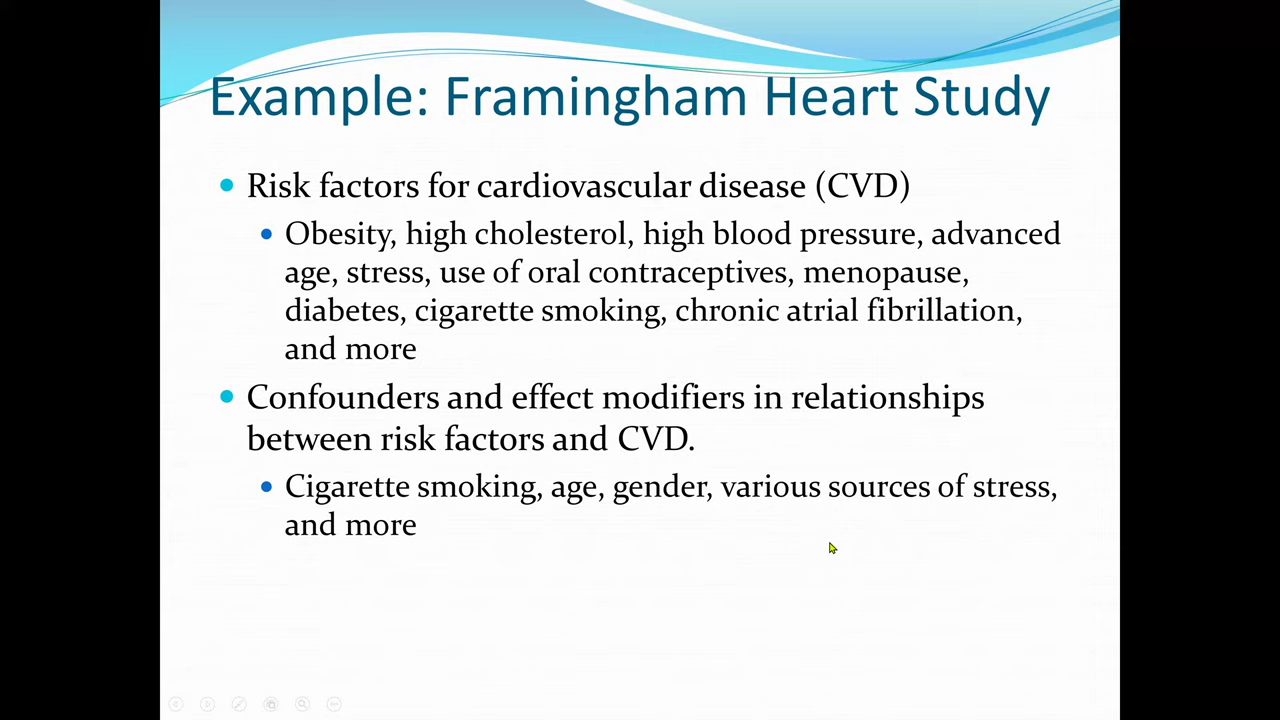 Example: Framingham Heart Study
• Risk factors for cardiovascular disease (CVD)
• Obesity, high cholesterol, high blood pressure, advanced
age, stress, use of oral contraceptives, menopause,
diabetes, cigarette smoking, chronic atrial fibrillation,
and more
• Confounders and effect modifiers in relationships
between risk factors and CVD.
• Cigarette smoking, age, gender, various sources of stress,
and more